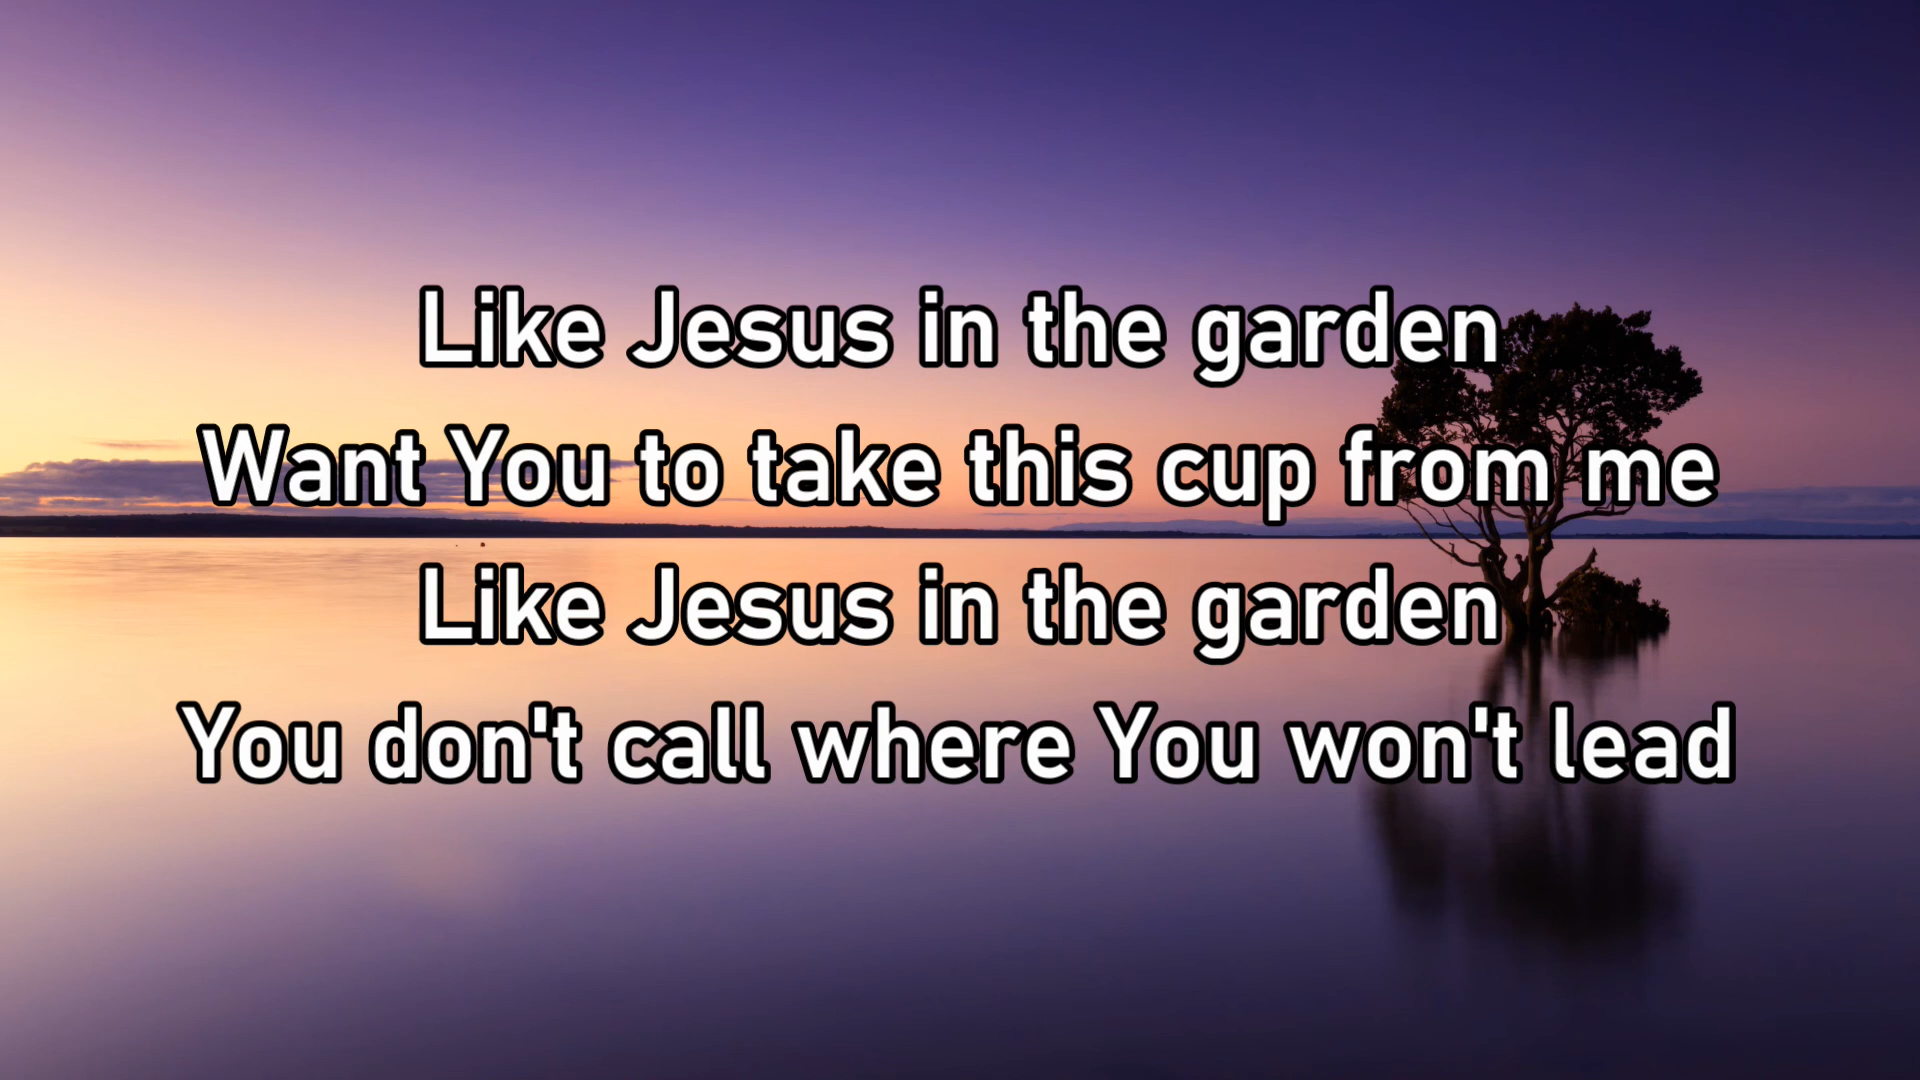 Like Jesus in the garden
Want You to take this cup from me
Like Jesus in the garden
You don't call where You won't lead